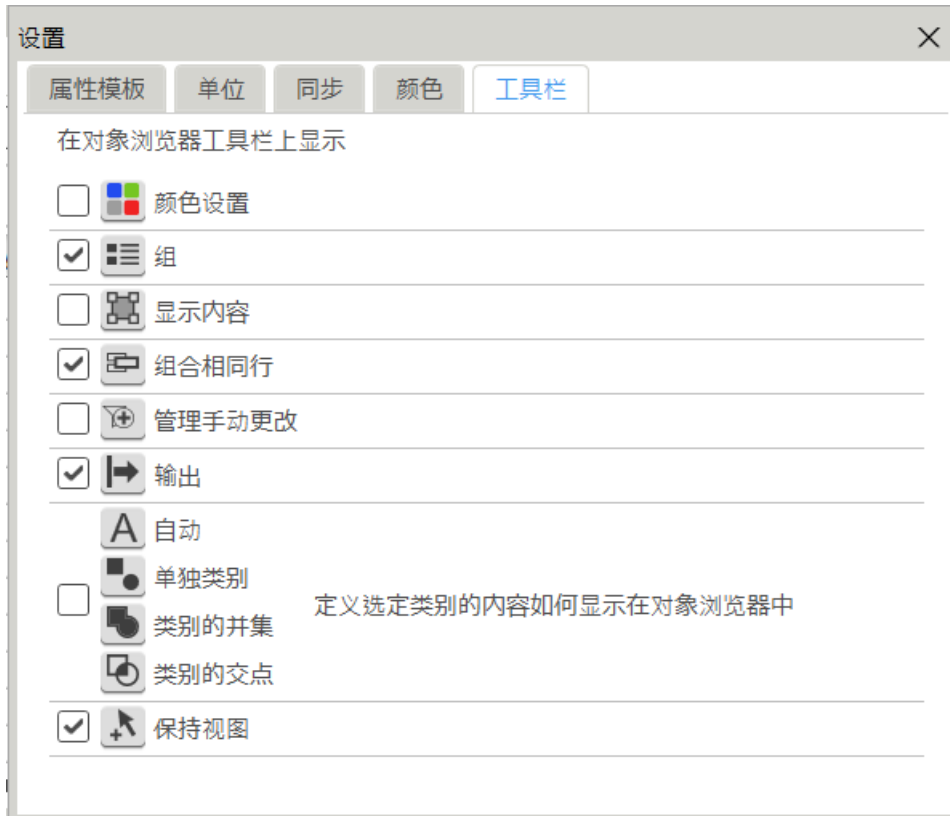 设置
属性模板 单位 同步 颜色 工具栏
在对象浏览器工具栏上显示
颜色设置
组
显示内容
组合相同行
管理手动更改
输出
自动
单独类别
定义选定类别的内容如何显示在对象浏览器中
类别的并集
类别的交点
保持视图